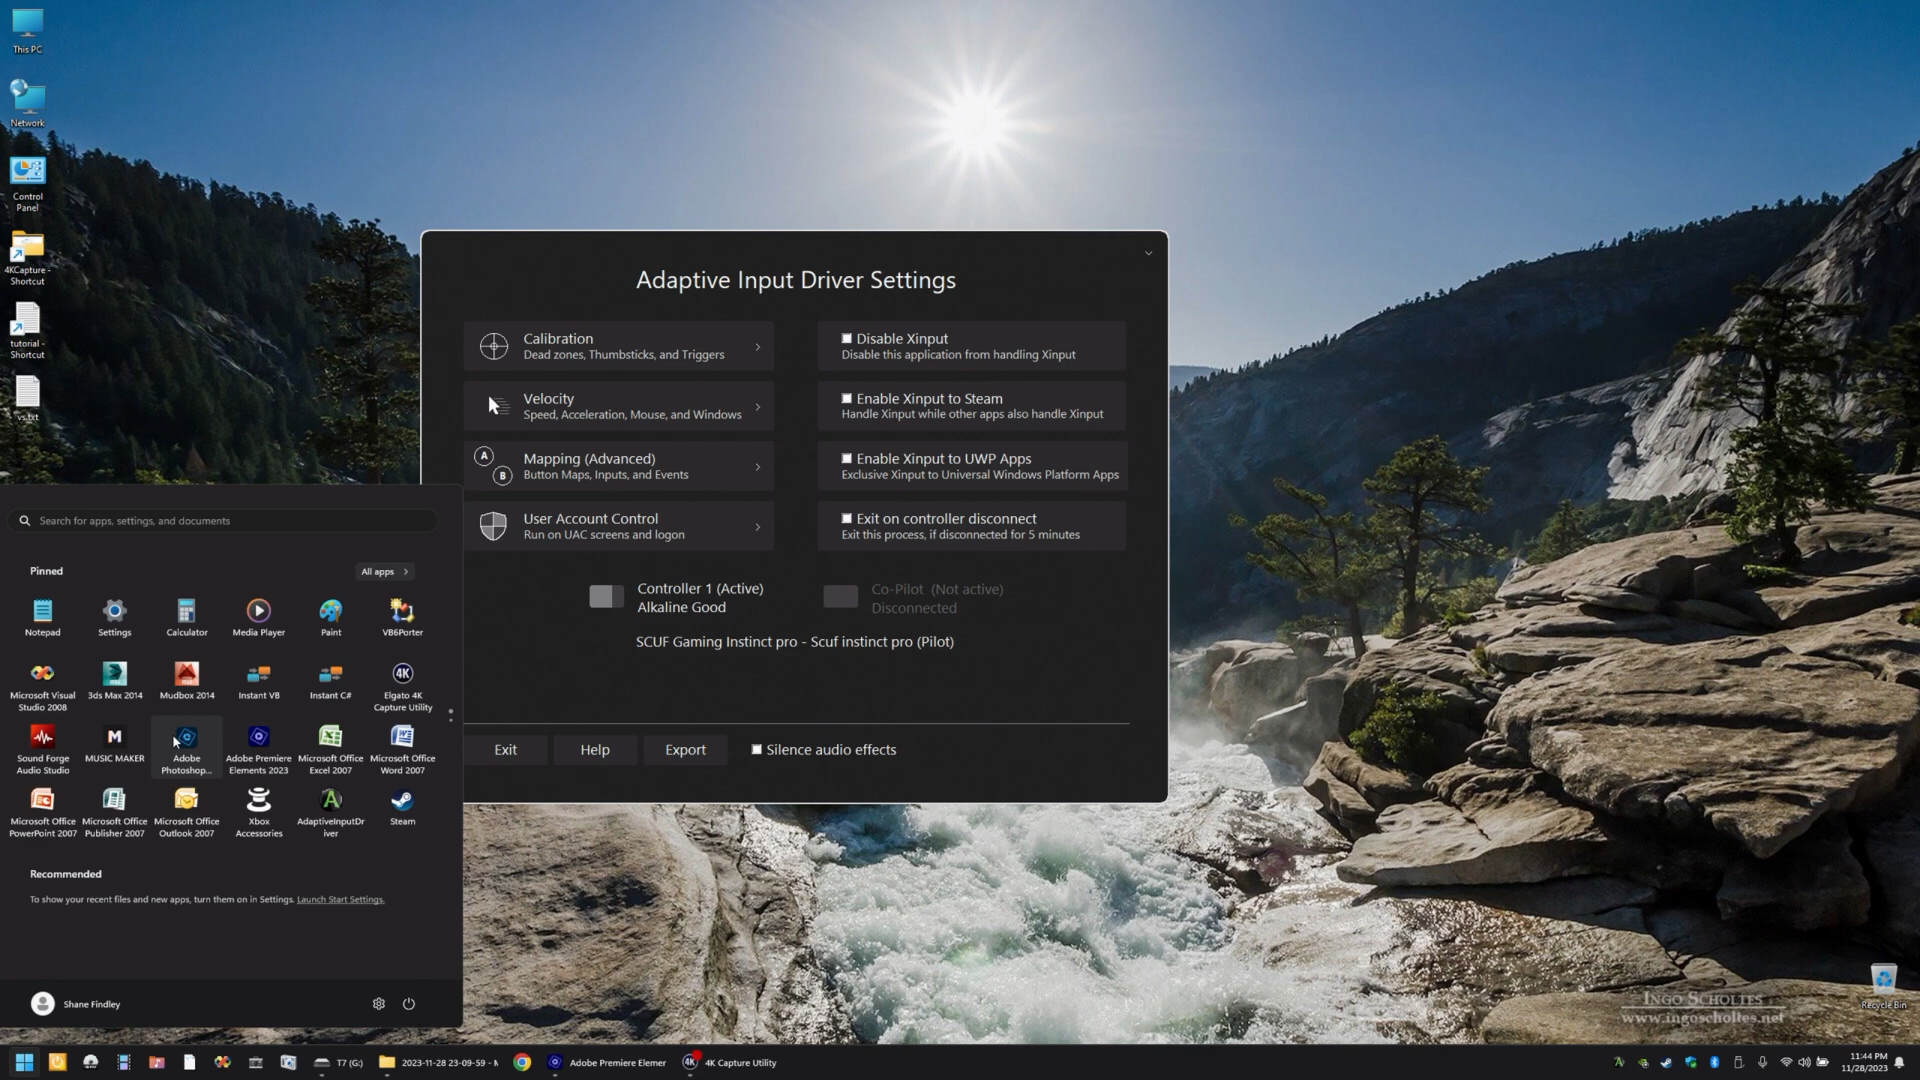 This PC
Network
Control
Panel
4KCapture -
Shortcut
tutorial -
Shortcut
vs.txt
Adaptive Input Driver Settings
Calibration
Dead zones, Thumbsticks, and Triggers
Disable Xinput
Disable this application from handling Xinput
Velocity
Speed, Acceleration, Mouse, and Windows
Enable Xinput to Steam
Handle Xinput while other apps also handle Xinput
A
B
Mapping (Advanced)
Button Maps, Inputs, and Events
Enable Xinput to UWP Apps
Exclusive Xinput to Universal Windows Platform Apps
User Account Control
Run on UAC screens and logon
Exit on controller disconnect
Exit this process, if disconnected for 5 minutes
Controller 1 (Active)
Alkaline Good
Co-Pilot (Not active)
Disconnected
SCUF Gaming Instinct pro - Scuf instinct pro (Pilot)
Exit
Help
Export
Silence audio effects
Search for apps, settings, and documents
Pinned
All apps
Notepad
Settings
Calculator
Media Player
Paint
VB6Porter
Microsoft Visual
Studio 2008
3ds Max 2014
Mudbox 2014
Instant VB
Instant C#
4K
Elgato 4K
Capture Utility
Sound Forge
Audio Studio
M
MUSIC MAKER
Adobe
Photoshop...
Adobe Premiere
Elements 2023
Microsoft Office
Excel 2007
Microsoft Office
Word 2007
Microsoft Office
PowerPoint 2007
Microsoft Office
Publisher 2007
Microsoft Office
Outlook 2007
Xbox
Accessories
A
AdaptiveInputDr
iver
Steam
Recommended
To show your recent files and new apps, turn them on in Settings. Launch Start Settings.
Shane Findley
INGO SCHOLTES
www.ingoscholtes.net
Recycle Bin
T7 (G:)
2023-11-28 23-09-59 - M
Adobe Premiere Elemer
4K
4K Capture Utility
11:44 PM
11/28/2023